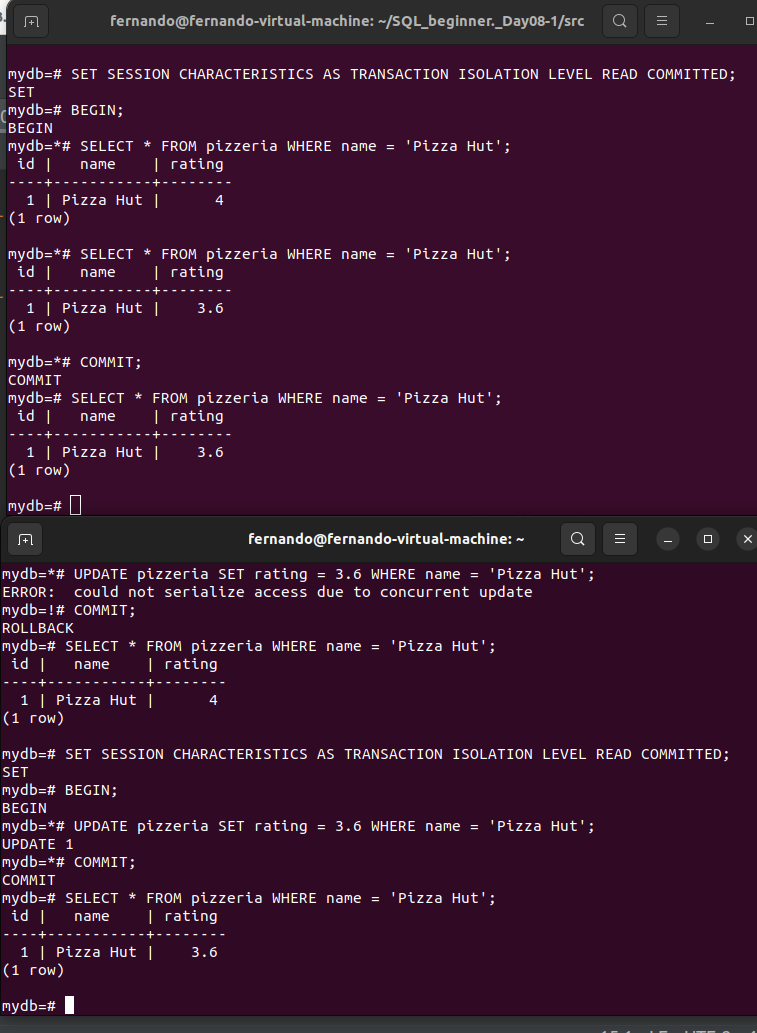 fernando@fernando-virtual-machine: ~/SQL_beginner._Day08-1/src
mydb=# SET SESSION CHARACTERISTICS AS TRANSACTION ISOLATION LEVEL READ COMMITTED;
SET
mydb=# BEGIN;
BEGIN
mydb=*# SELECT * FROM pizzeria WHERE name = 'Pizza Hut';
 id |   name    | rating
----+-----------+--------
  1 | Pizza Hut |      4
(1 row)
mydb=*# SELECT * FROM pizzeria WHERE name = 'Pizza Hut';
 id |   name    | rating
----+-----------+--------
  1 | Pizza Hut |    3.6
(1 row)
mydb=*# COMMIT;
COMMIT
mydb=# SELECT * FROM pizzeria WHERE name = 'Pizza Hut';
 id |   name    | rating
----+-----------+--------
  1 | Pizza Hut |    3.6
(1 row)
mydb=#
fernando@fernando-virtual-machine: ~
mydb=*# UPDATE pizzeria SET rating = 3.6 WHERE name = 'Pizza Hut';
ERROR:  could not serialize access due to concurrent update
mydb=!# COMMIT;
ROLLBACK
mydb=# SELECT * FROM pizzeria WHERE name = 'Pizza Hut';
 id |   name    | rating
----+-----------+--------
  1 | Pizza Hut |      4
(1 row)
mydb=# SET SESSION CHARACTERISTICS AS TRANSACTION ISOLATION LEVEL READ COMMITTED;
SET
mydb=# BEGIN;
BEGIN
mydb=*# UPDATE pizzeria SET rating = 3.6 WHERE name = 'Pizza Hut';
UPDATE 1
mydb=*# COMMIT;
COMMIT
mydb=# SELECT * FROM pizzeria WHERE name = 'Pizza Hut';
 id |   name    | rating
----+-----------+--------
  1 | Pizza Hut |    3.6
(1 row)
mydb=#